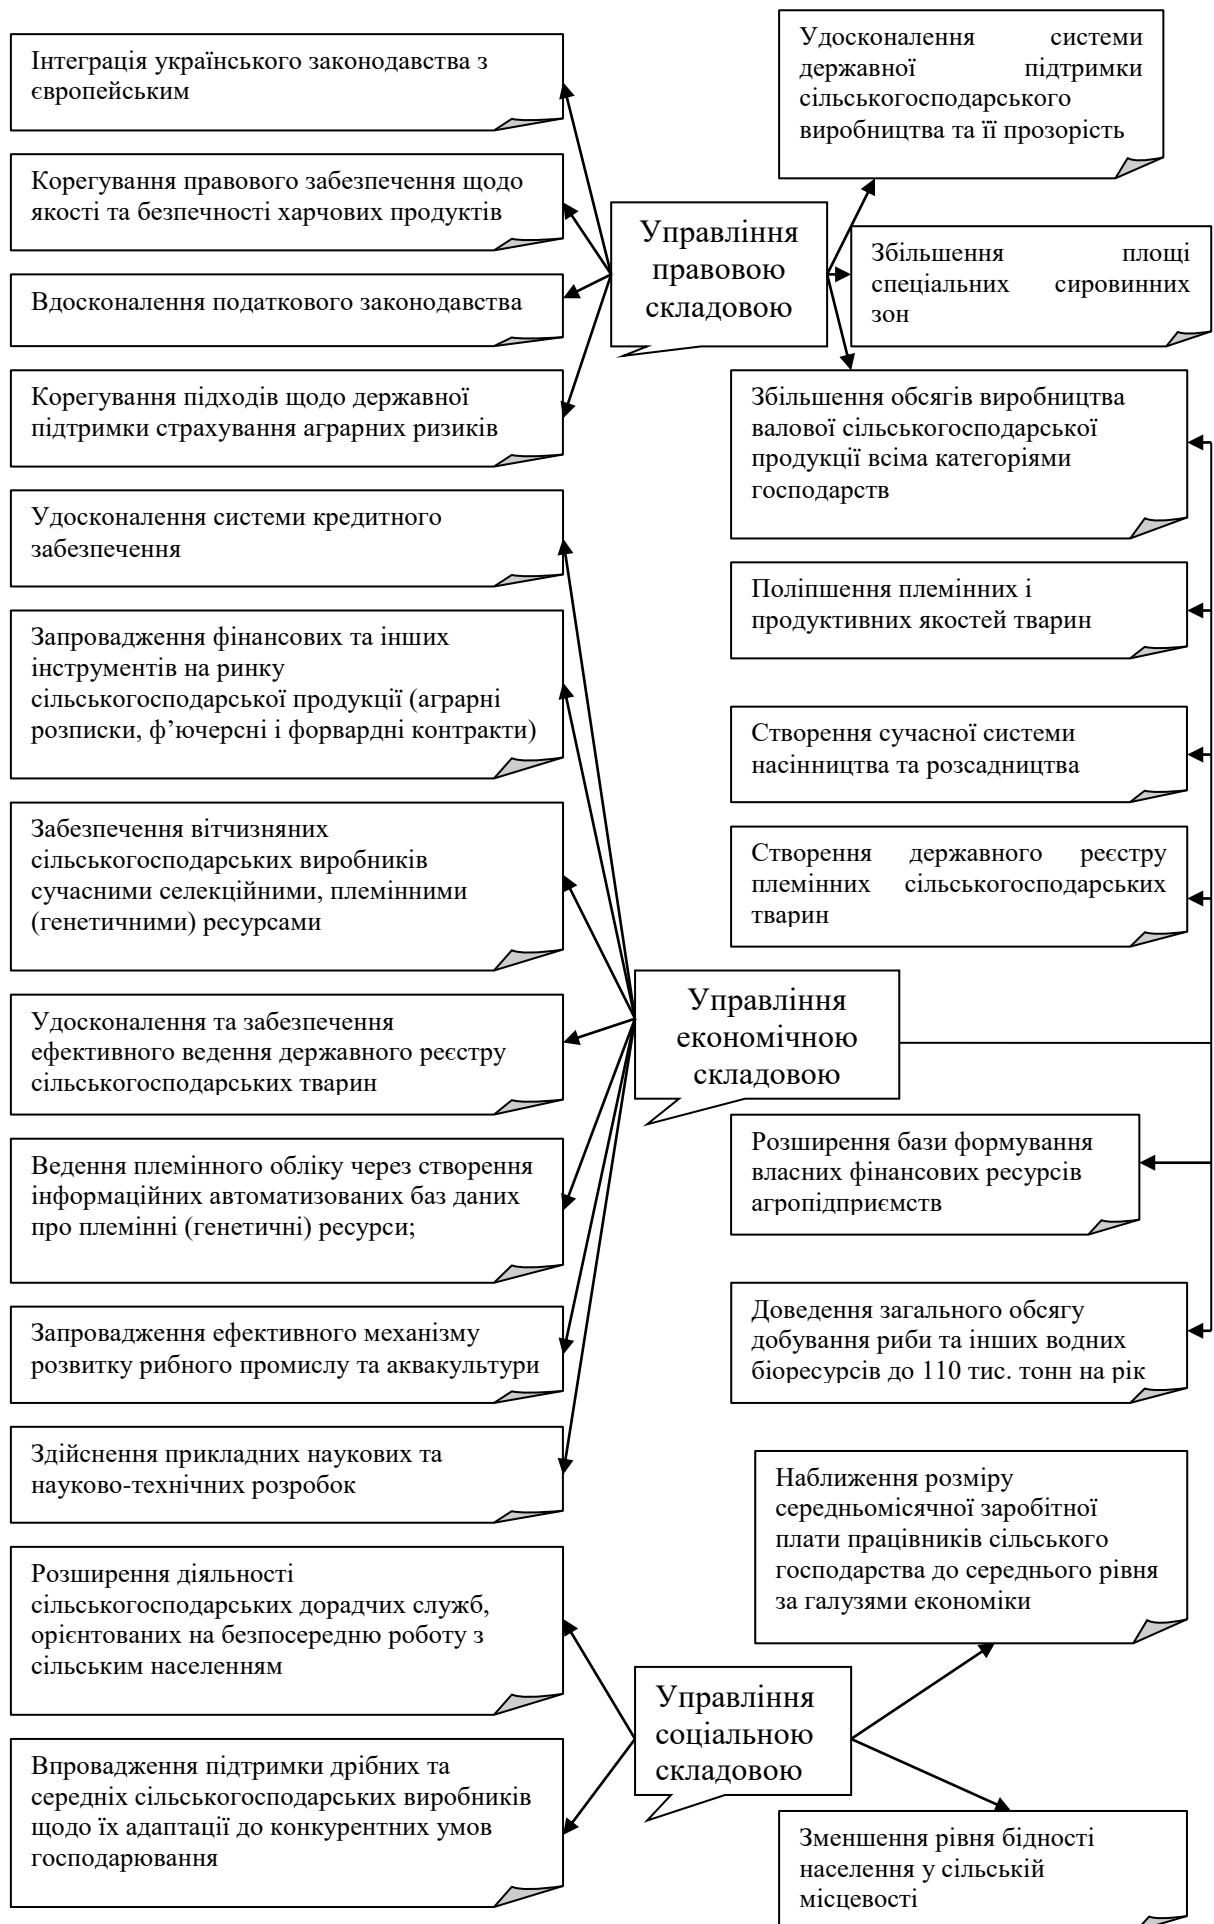 Інтеграція українського законодавства з
європейським
Корегування правового забезпечення щодо
якості та безпечності харчових продуктів
Вдосконалення податкового законодавства
Корегування підходів щодо державної
підтримки страхування аграрних ризиків
Удосконалення системи кредитного
забезпечення
Запровадження фінансових та інших
інструментів на ринку
сільськогосподарської продукції (аграрні
розписки, ф’ючерсні і форвардні контракти)
Забезпечення вітчизняних
сільськогосподарських виробників
сучасними селекційними, племінними
(генетичними) ресурсами
Удосконалення та забезпечення
ефективного ведення державного реєстру
сільськогосподарських тварин
Ведення племінного обліку через створення
інформаційних автоматизованих баз даних
про племінні (генетичні) ресурси;
Запровадження ефективного механізму
розвитку рибного промислу та аквакультури
Здійснення прикладних наукових та
науково-технічних розробок
Розширення діяльності
сільськогосподарських дорадчих служб,
орієнтованих на безпосередню роботу з
сільським населенням
Впровадження підтримки дрібних та
середніх сільськогосподарських виробників
щодо їх адаптації до конкурентних умов
господарювання
Управління
правовою
складовою
Управління
економічною
складовою
Управління
соціальною
складовою
Удосконалення системи
державної підтримки
сільськогосподарського
виробництва та її прозорість
Збільшення площі
спеціальних сировинних
зон
Збільшення обсягів виробництва
валової сільськогосподарської
продукції всіма категоріями
господарств
Поліпшення племінних і
продуктивних якостей тварин
Створення сучасної системи
насінництва та розсадництва
Створення державного реєстру
племінних сільськогосподарських
тварин
Розширення бази формування
власних фінансових ресурсів
агропідприємств
Доведення загального обсягу
добування риби та інших водних
біоресурсів до 110 тис. тонн на рік
Наближення розміру
середньомісячної заробітної
плати працівників сільського
господарства до середнього рівня
за галузями економіки
Зменшення рівня бідності
населення у сільській
місцевості